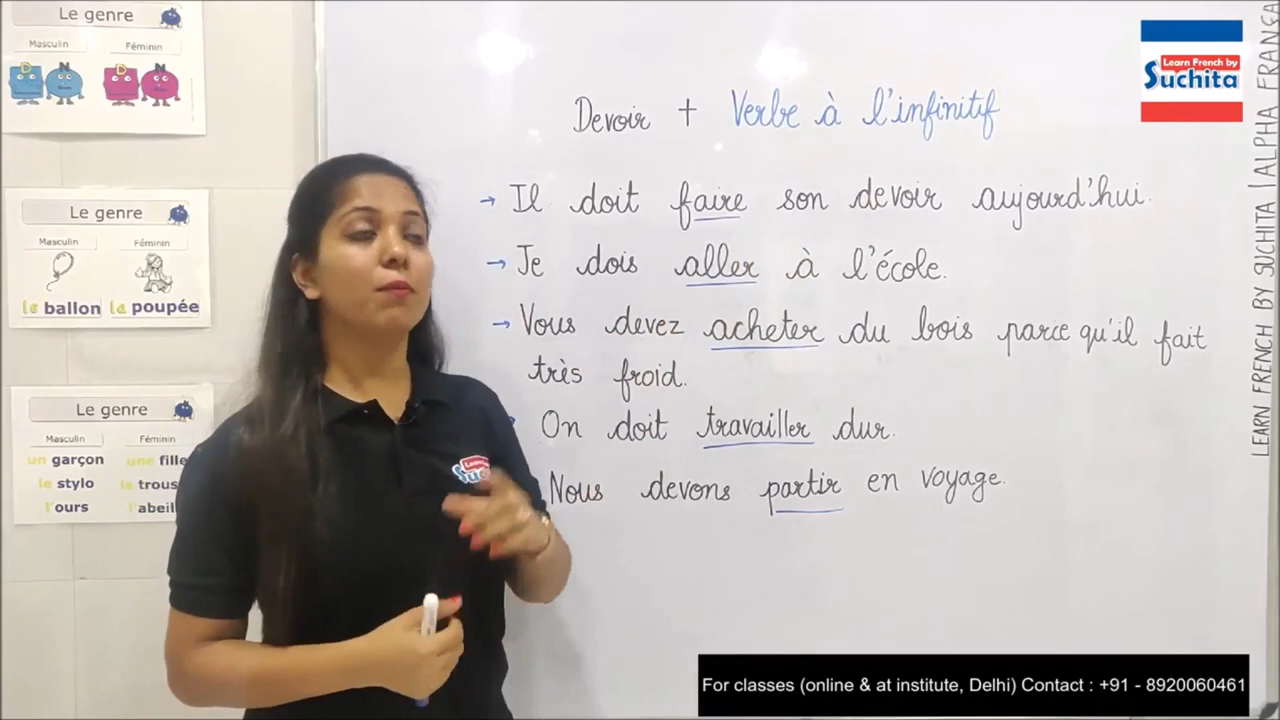 Le genre
Masculin Féminin
D N D N
Le genre
Masculin Féminin
le ballon la poupée
Le genre
Masculin Féminin
un garçon une fille
le stylo la trous
l'ours l'abeil
Learn French by
Suchita
Devoir + Verbe à l'infinitif
→ Il doit faire son devoir aujourd'hui.
→ Je dois aller à l'école.
→ Vous devez acheter du bois parce qu'il fait
très froid.
On doit travailler dur.
Nous devons partir en voyage.
LEARN FRENCH BY SUCHITA | ALPHA FRANÇA
For classes (online & at institute, Delhi) Contact : +91 - 8920060461